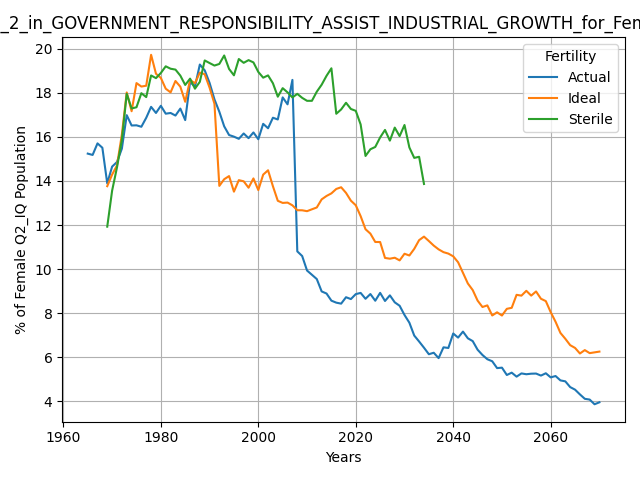 _2_in_GOVERNMENT_RESPONSIBILITY_ASSIST_INDUSTRIAL_GROWTH_for_Fem
Fertility
Actual
Ideal
Sterile
% of Female Q2_IQ Population
20
18
16
14
12
10
8
6
4
1960 1980 2000 2020 2040 2060
Years